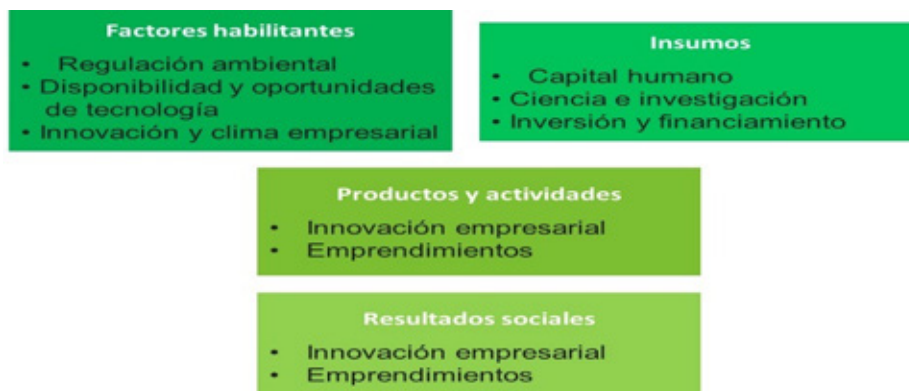 Factores habilitantes
• Regulación ambiental
• Disponibilidad y oportunidades
de tecnología
• Innovación y clima empresarial
Insumos
• Capital humano
• Ciencia e investigación
• Inversión y financiamiento
Productos y actividades
• Innovación empresarial
• Emprendimientos
Resultados sociales
• Innovación empresarial
• Emprendimientos